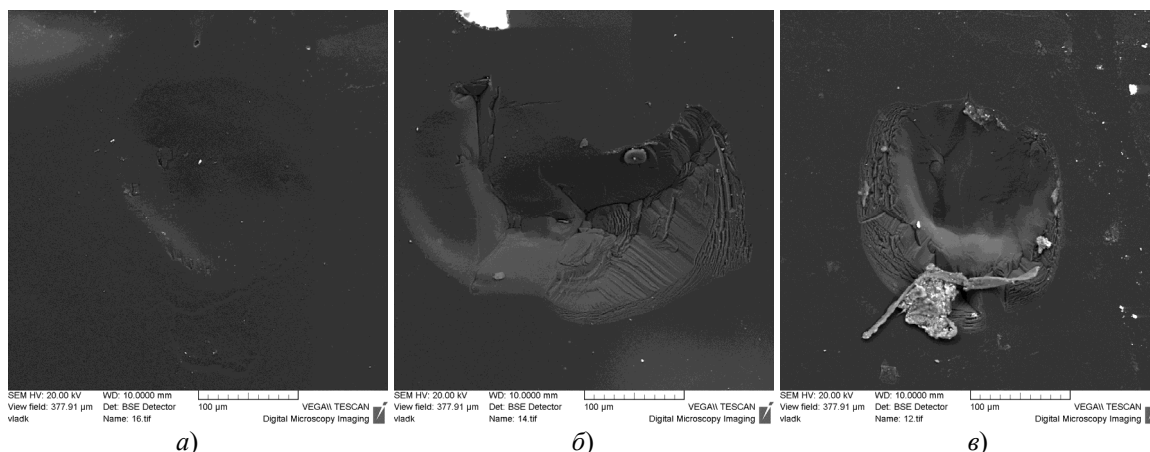 SEM HV: 20.00 kV WD: 10.0000 mm
View field: 377.91 µm Det: BSE Detector 100 µm VEGA\\ TESCAN
vladk Name: 16.tif Digital Microscopy Imaging
SEM HV: 20.00 kV WD: 10.0000 mm
View field: 377.91 µm Det: BSE Detector 100 µm VEGA\\ TESCAN
vladk Name: 14.tif Digital Microscopy Imaging
SEM HV: 20.00 kV WD: 10.0000 mm
View field: 377.91 µm Det: BSE Detector 100 µm VEGA\\ TESCAN
vladk Name: 12.tif Digital Microscopy Imaging
а) б) в)